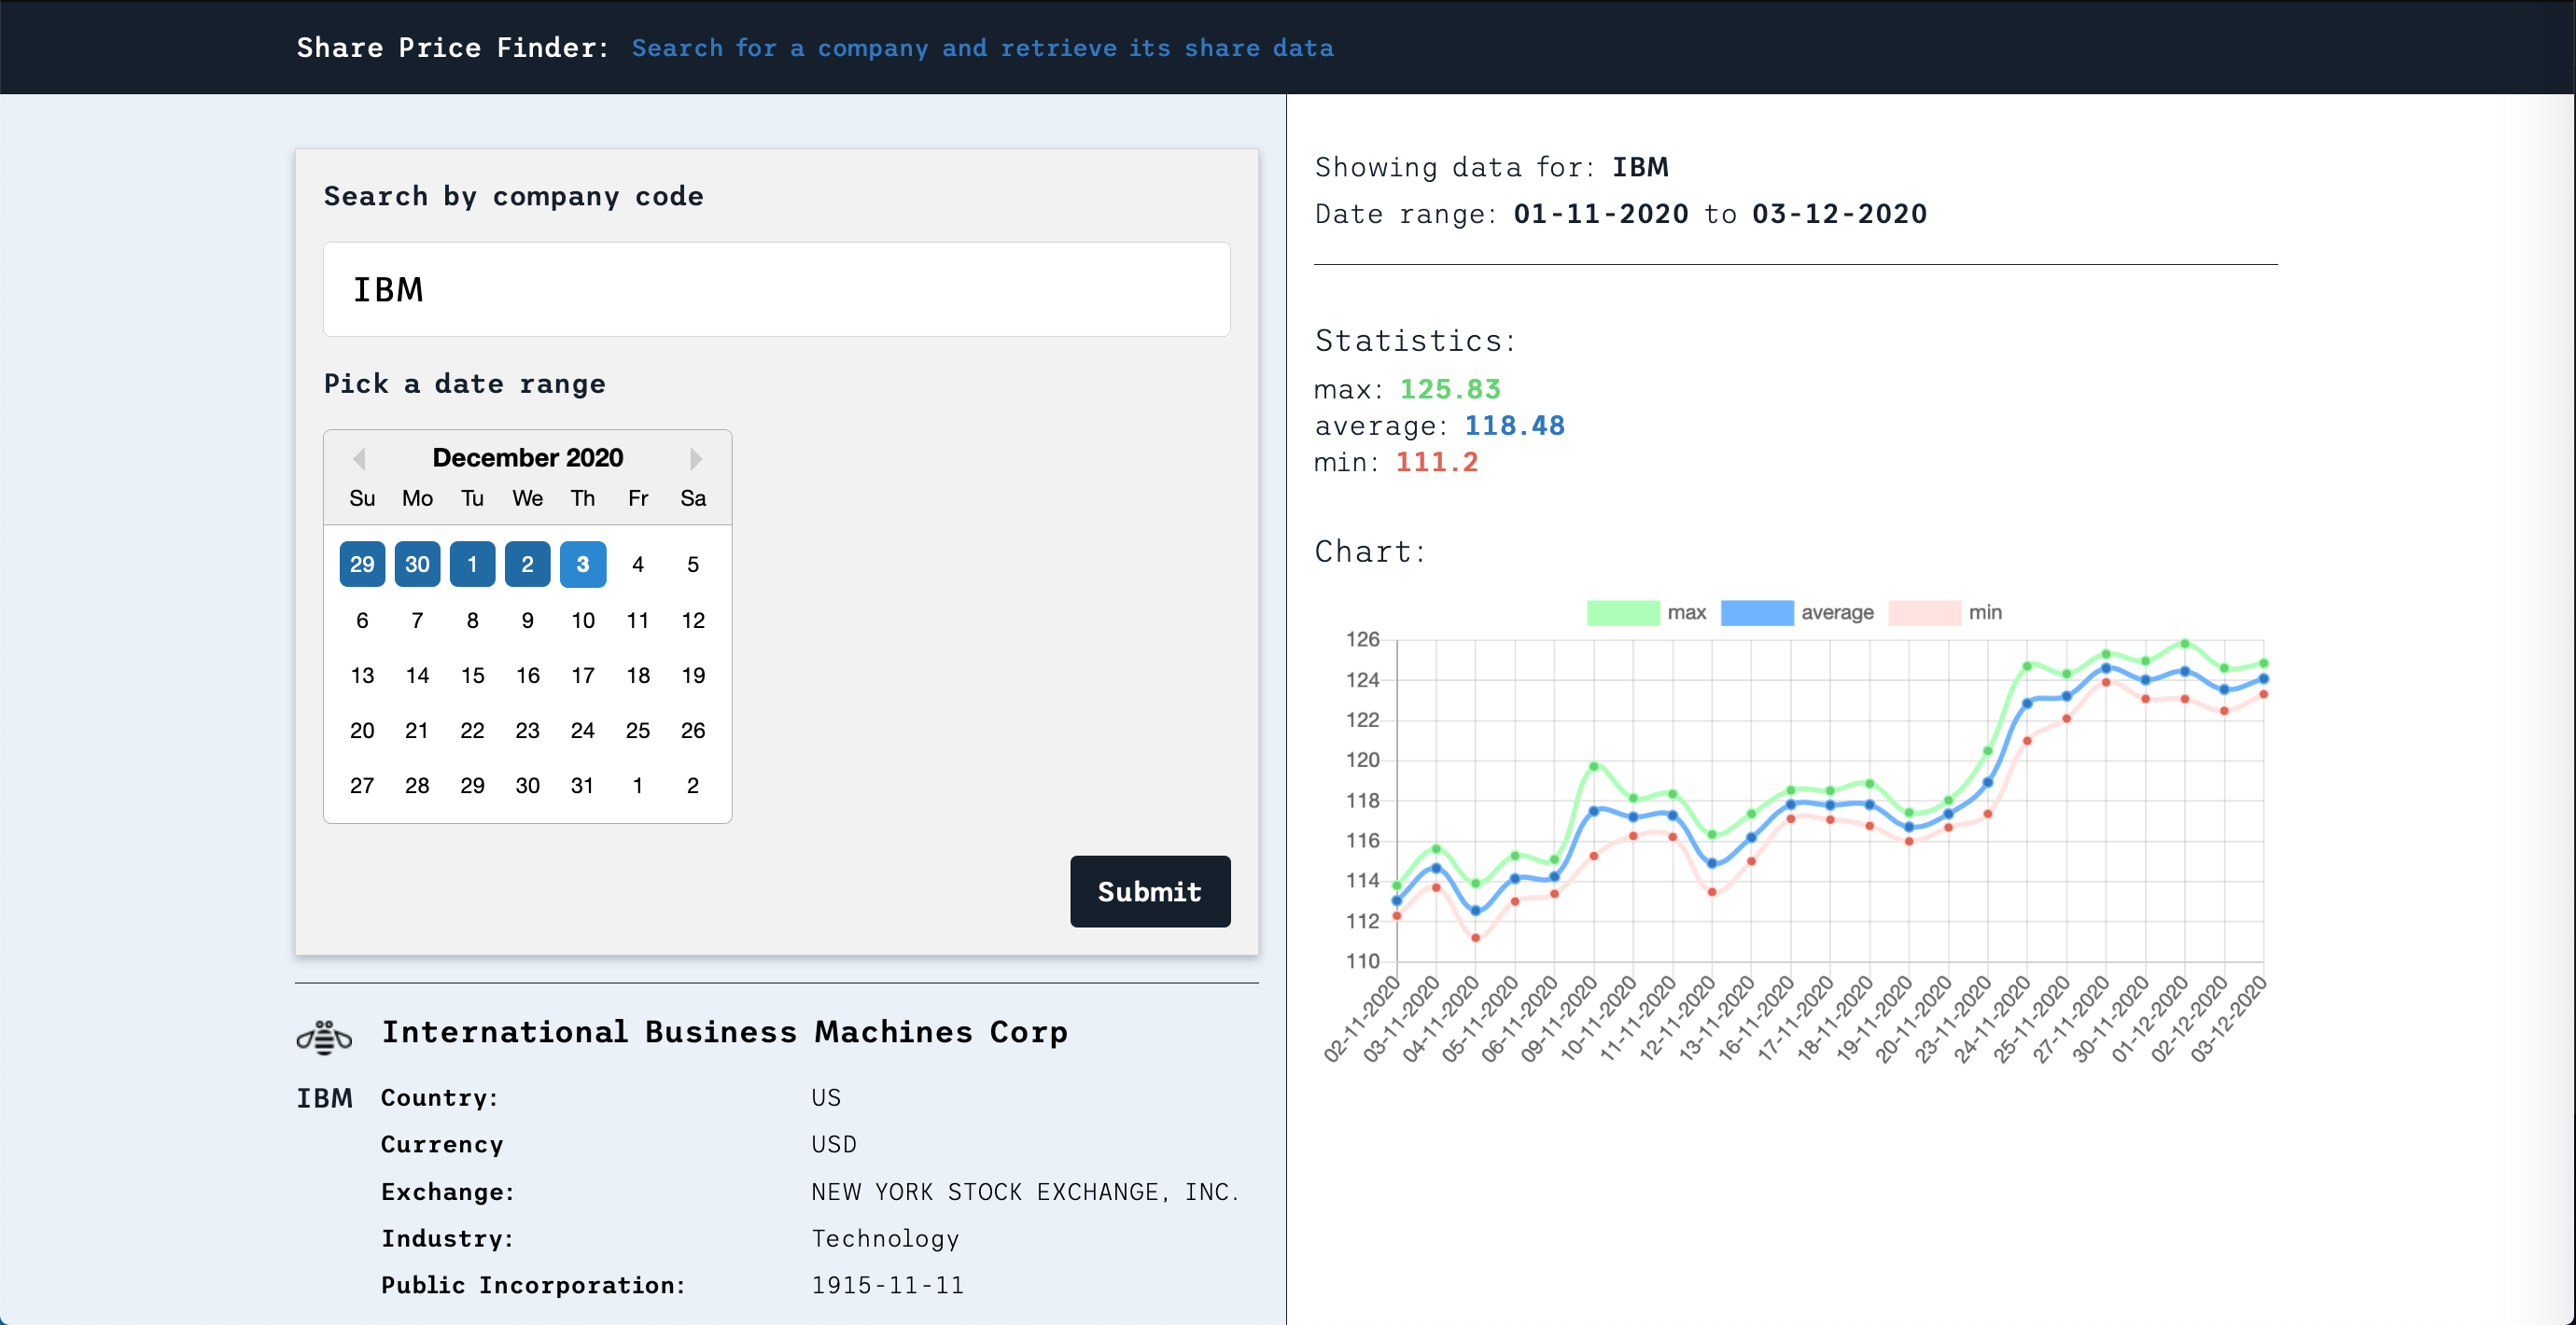 Share Price Finder: Search for a company and retrieve its share data
Search by company code
IBM
Pick a date range
December 2020
Su Mo Tu We Th Fr Sa
29 30 1 2 3 4 5
6 7 8 9 10 11 12
13 14 15 16 17 18 19
20 21 22 23 24 25 26
27 28 29 30 31 1 2
Submit
International Business Machines Corp
IBM
Country: US
Currency USD
Exchange: NEW YORK STOCK EXCHANGE, INC.
Industry: Technology
Public Incorporation: 1915-11-11
Showing data for: IBM
Date range: 01-11-2020 to 03-12-2020
Statistics:
max: 125.83
average: 118.48
min: 111.2
Chart:
max average min
126
124
122
120
118
116
114
112
110
02-11-2020
03-11-2020
04-11-2020
05-11-2020
06-11-2020
09-11-2020
10-11-2020
11-11-2020
12-11-2020
13-11-2020
16-11-2020
17-11-2020
18-11-2020
19-11-2020
20-11-2020
23-11-2020
24-11-2020
25-11-2020
27-11-2020
30-11-2020
01-12-2020
02-12-2020
03-12-2020